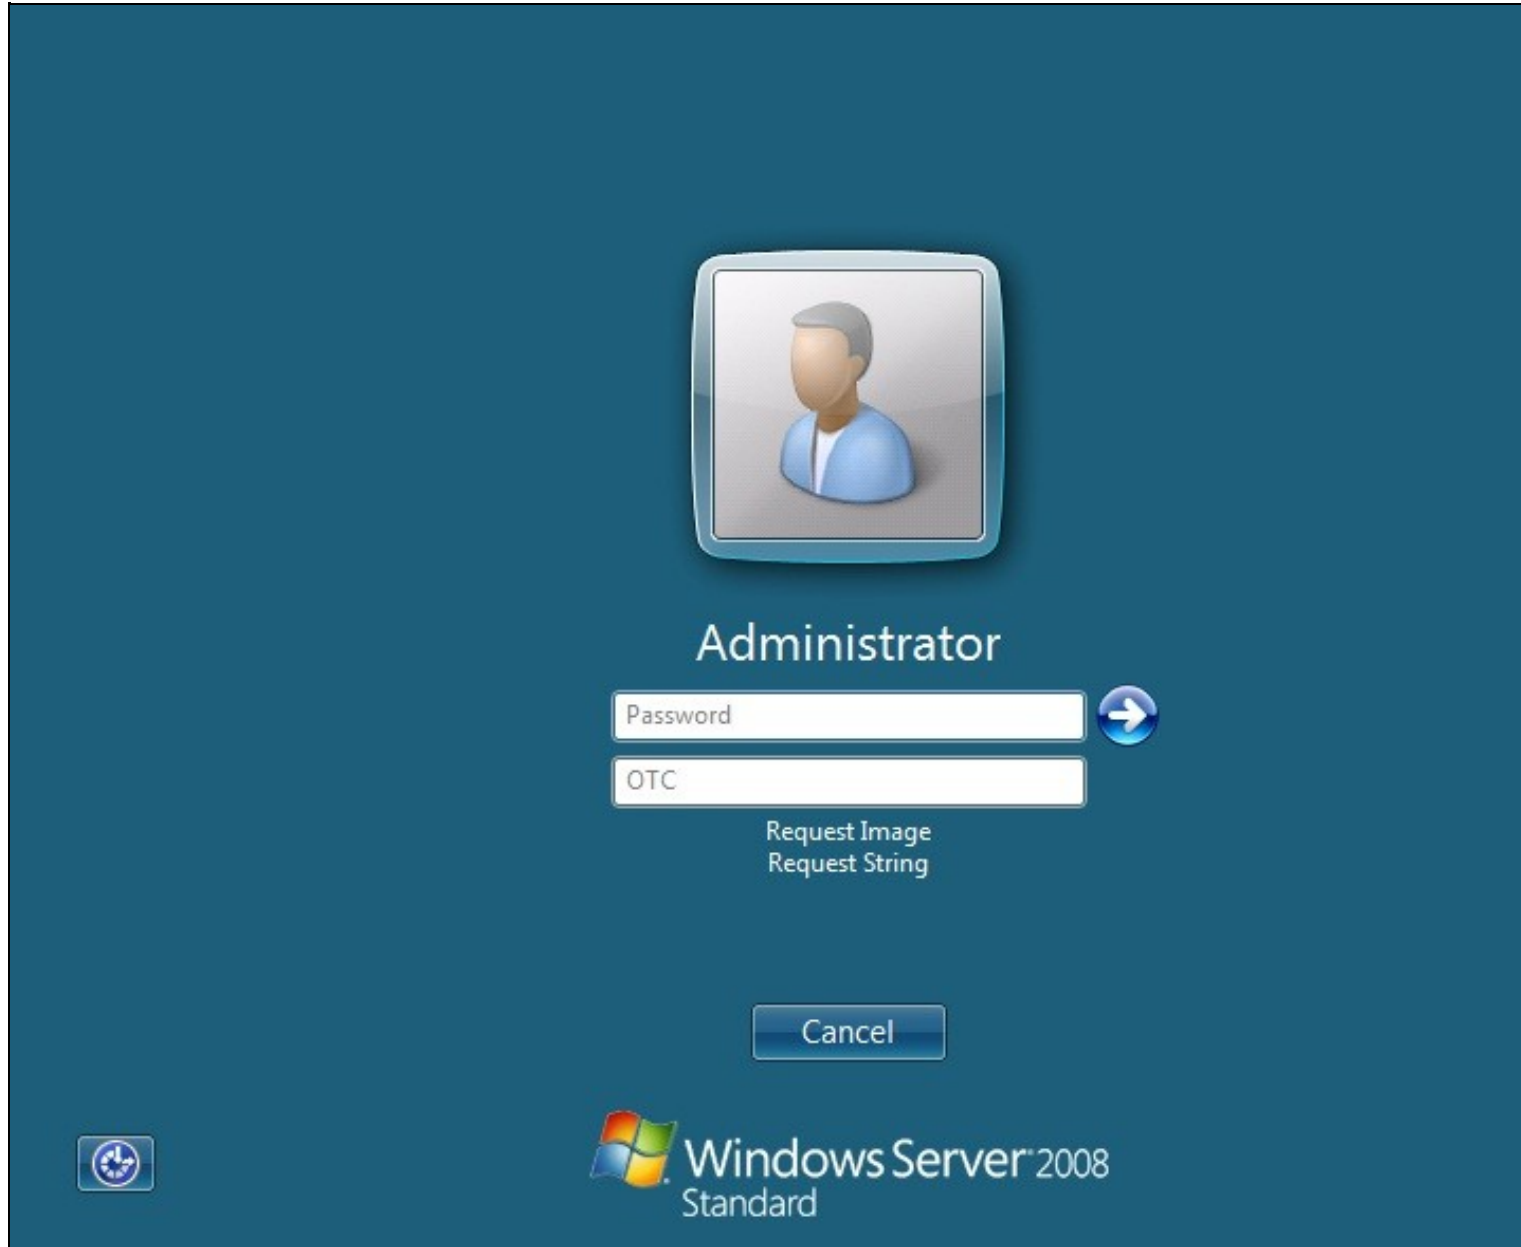 Administrator
Password
OTC
Request Image
Request String
Cancel
Windows Server 2008
Standard